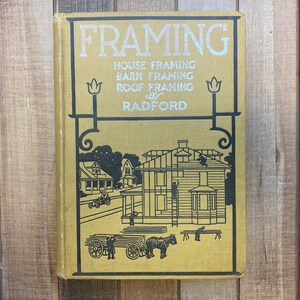 FRAMING
HOUSE FRAMING
BARN FRAMING
ROOF FRAMING
BY
RADFORD